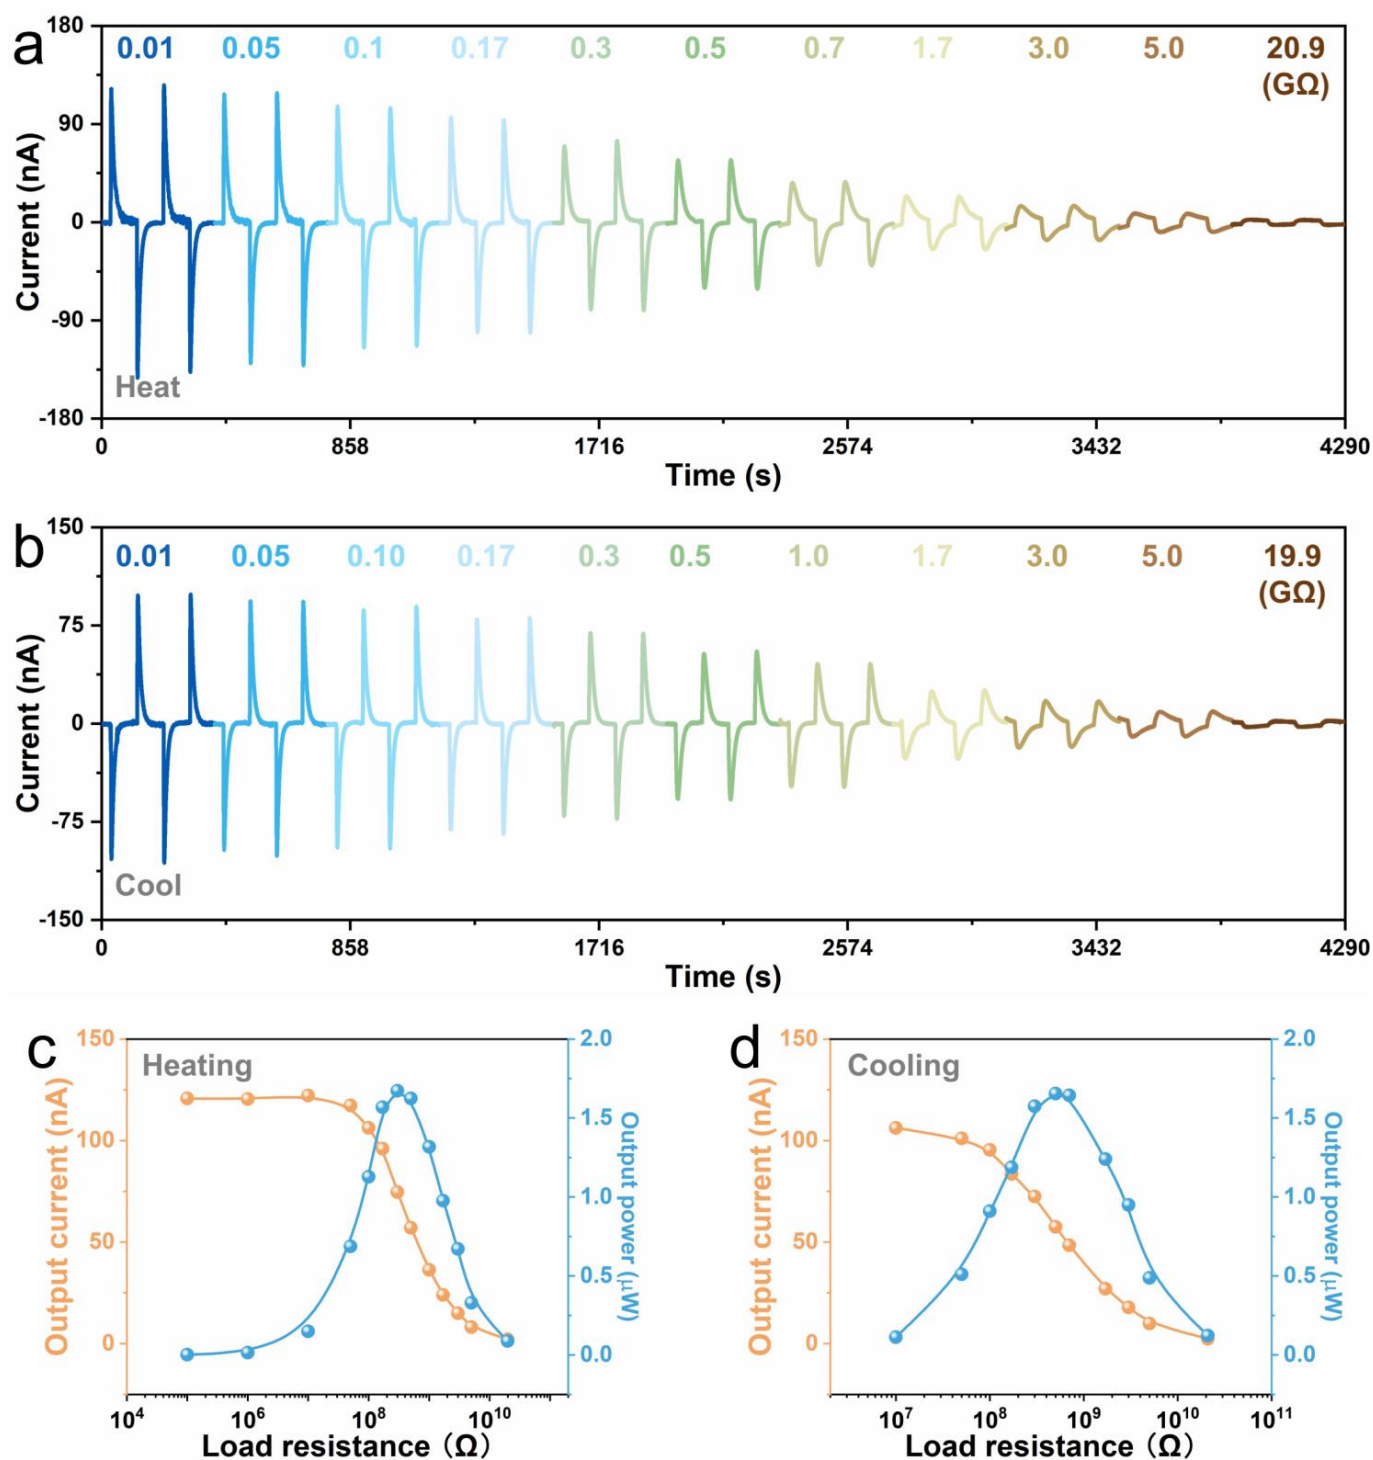 a
0.01 0.05 0.1 0.17 0.3 0.5 0.7 1.7 3.0 5.0 20.9
(GΩ)
180
90
0
-90
-180
Current (nA)
Heat
0 858 1716 2574 3432 4290
Time (s)
b
0.01 0.05 0.10 0.17 0.3 0.5 1.0 1.7 3.0 5.0 19.9
(GΩ)
150
75
0
-75
-150
Current (nA)
Cool
0 858 1716 2574 3432 4290
Time (s)
c
Heating
150
100
50
0
Output current (nA)
2.0
1.5
1.0
0.5
0.0
Output power (μW)
10⁴ 10⁶ 10⁸ 10¹⁰
Load resistance (Ω)
d
Cooling
150
100
50
0
Output current (nA)
2.0
1.5
1.0
0.5
0.0
Output power (μW)
10⁷ 10⁸ 10⁹ 10¹⁰ 10¹¹
Load resistance (Ω)